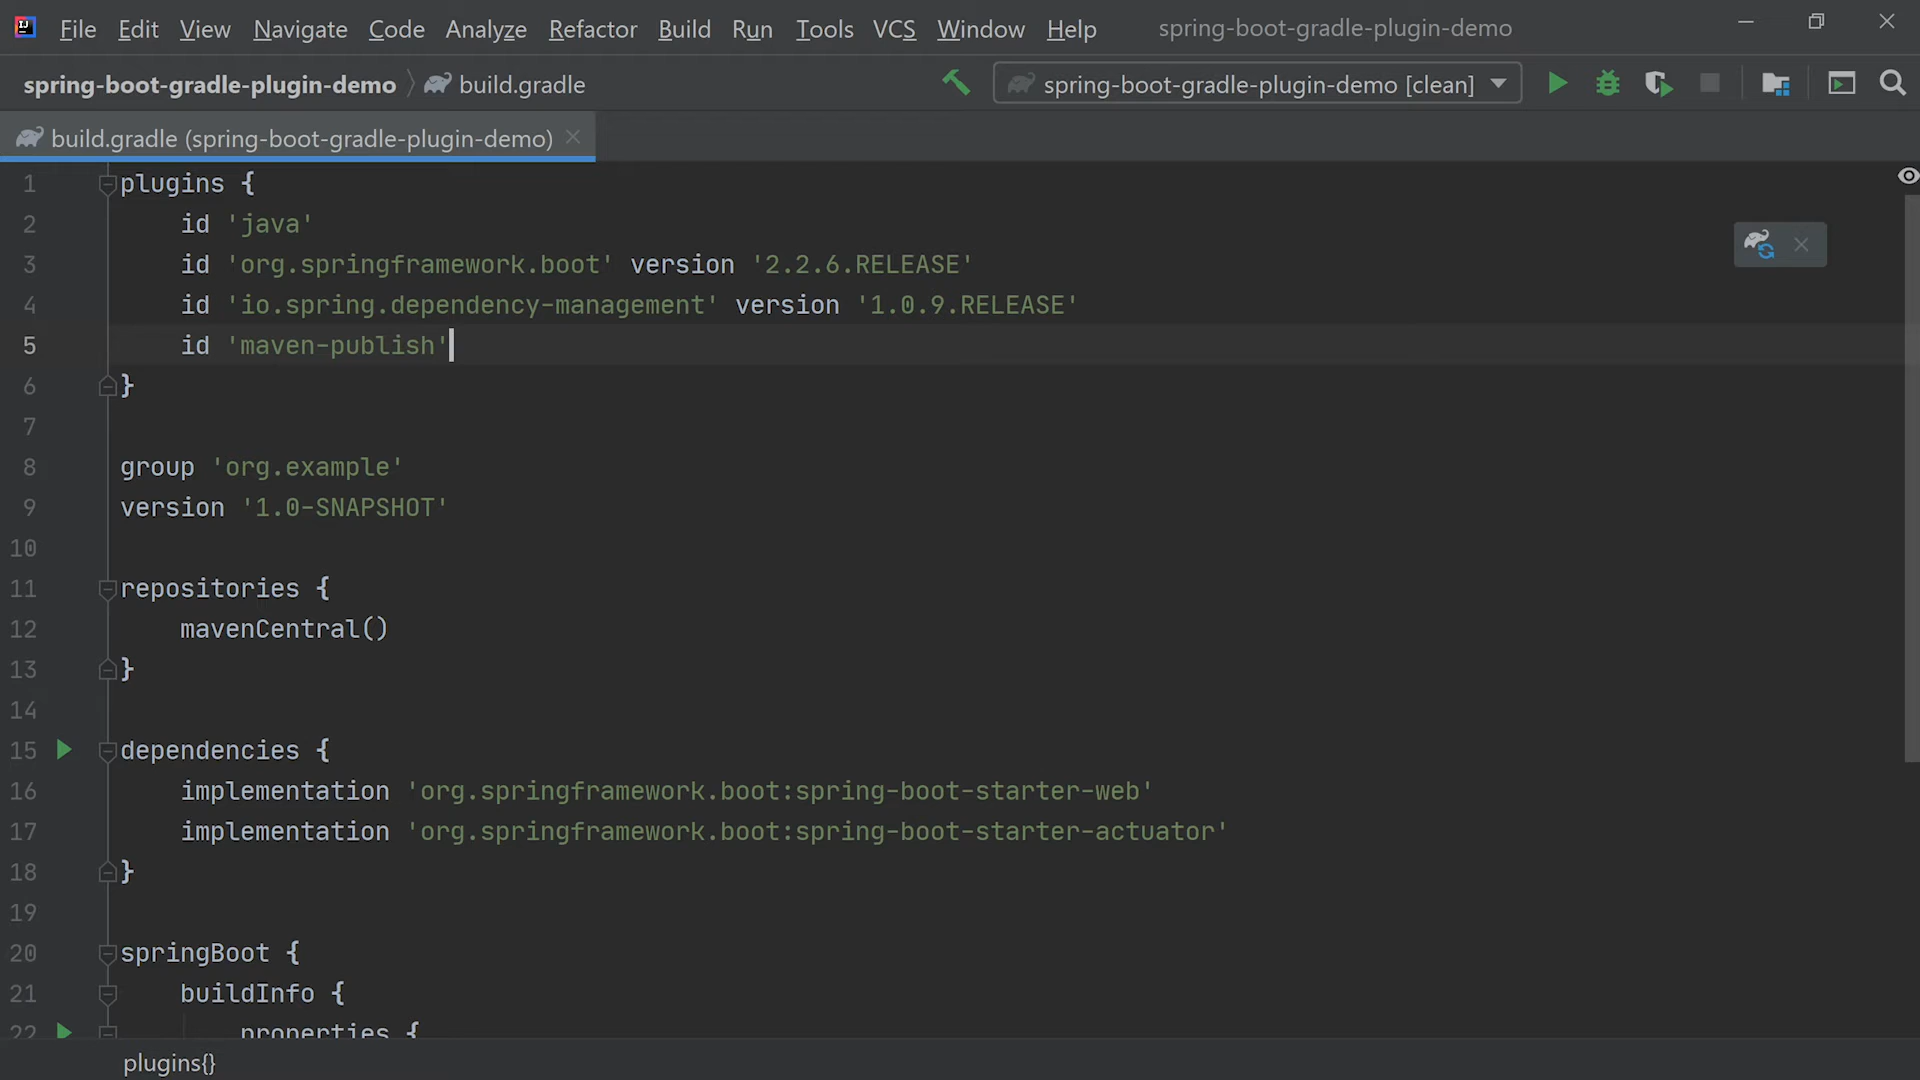 File Edit View Navigate Code Analyze Refactor Build Run Tools VCS Window Help spring-boot-gradle-plugin-demo
spring-boot-gradle-plugin-demo build.gradle spring-boot-gradle-plugin-demo [clean]
build.gradle (spring-boot-gradle-plugin-demo)
1 plugins {
2 id 'java'
3 id 'org.springframework.boot' version '2.2.6.RELEASE'
4 id 'io.spring.dependency-management' version '1.0.9.RELEASE'
5 id 'maven-publish'
6 }
7
8 group 'org.example'
9 version '1.0-SNAPSHOT'
10
11 repositories {
12 mavenCentral()
13 }
14
15 dependencies {
16 implementation 'org.springframework.boot:spring-boot-starter-web'
17 implementation 'org.springframework.boot:spring-boot-starter-actuator'
18 }
19
20 springBoot {
21 buildInfo {
22 properties {
plugins{}